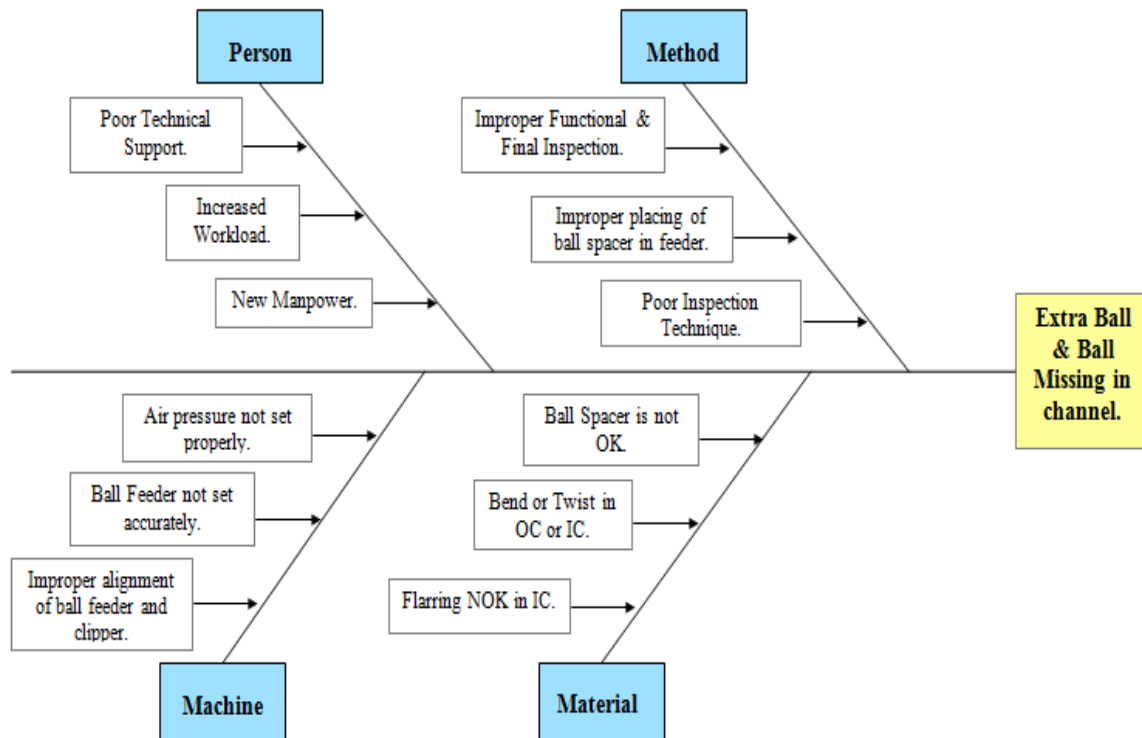 Person
Method
Poor Technical
Support.
Increased
Workload.
New Manpower.
Improper Functional &
Final Inspection.
Improper placing of
ball spacer in feeder.
Poor Inspection
Technique.
Extra Ball
& Ball
Missing in
channel.
Air pressure not set
properly.
Ball Feeder not set
accurately.
Improper alignment
of ball feeder and
clipper.
Ball Spacer is not
OK.
Bend or Twist in
OC or IC.
Flarring NOK in IC.
Machine
Material